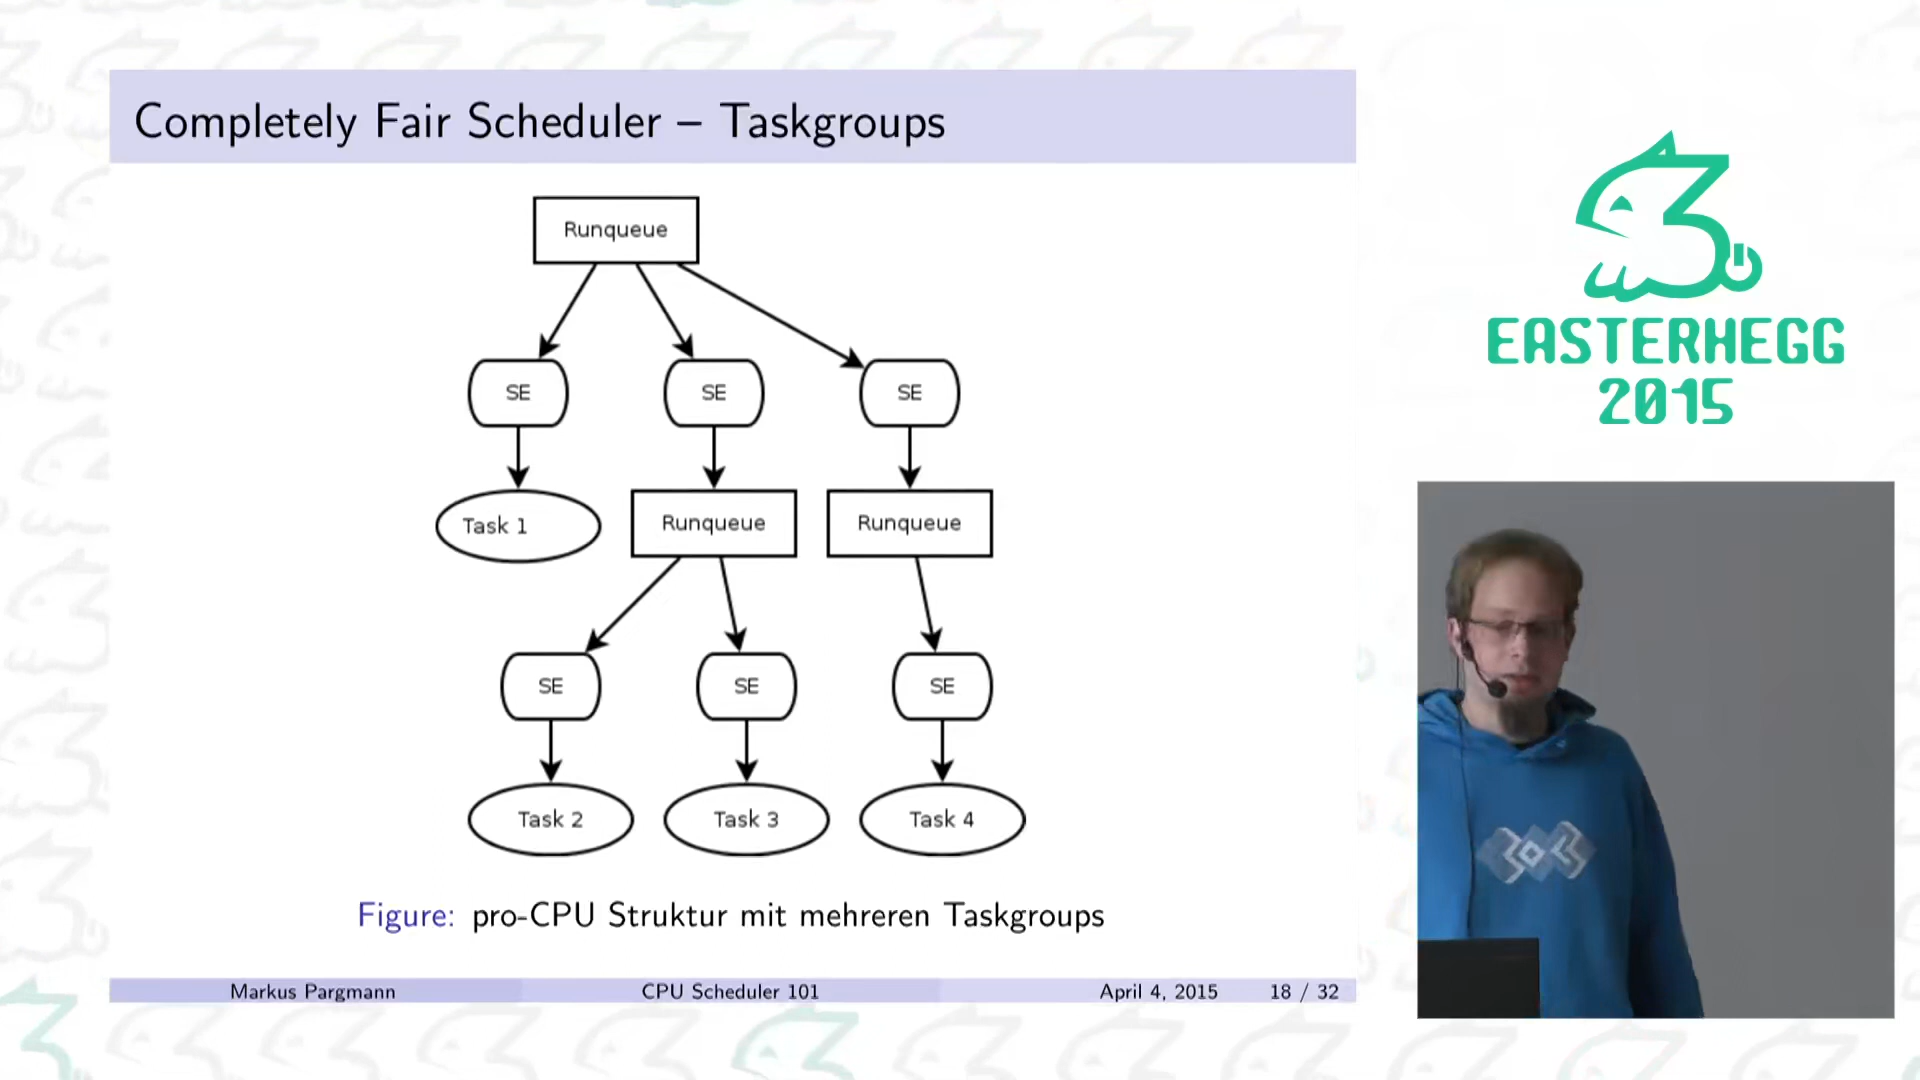 Completely Fair Scheduler – Taskgroups
Runqueue
SE SE SE
Task 1 Runqueue Runqueue
SE SE SE
Task 2 Task 3 Task 4
Figure: pro-CPU Struktur mit mehreren Taskgroups
Markus Pargmann CPU Scheduler 101 April 4, 2015 18 / 32
EASTERHEGG
2015